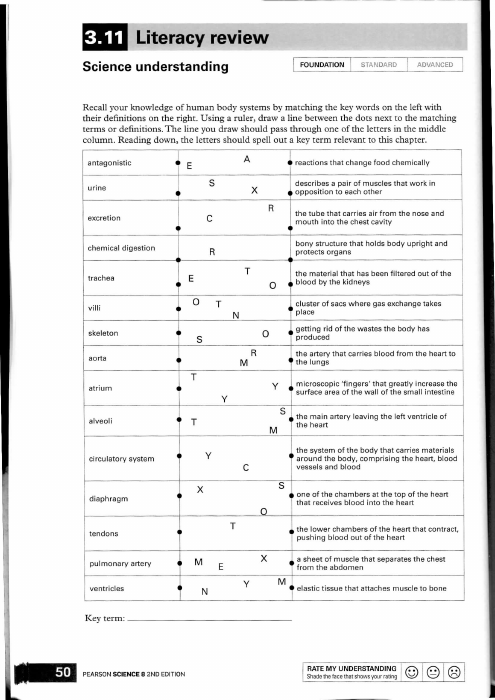 3.11 Literacy review
Science understanding
FOUNDATION STANDARD ADVANCED
Recall your knowledge of human body systems by matching the key words on the left with
their definitions on the right. Using a ruler, draw a line between the dots next to the matching
terms or definitions. The line you draw should pass through one of the letters in the middle
column. Reading down, the letters should spell out a key term relevant to this chapter.
antagonistic E A reactions that change food chemically
urine S X describes a pair of muscles that work in
opposition to each other
excretion C R the tube that carries air from the nose and
mouth into the chest cavity
chemical digestion R bony structure that holds body upright and
protects organs
trachea E T O the material that has been filtered out of the
blood by the kidneys
villi O T N cluster of sacs where gas exchange takes
place
skeleton S O getting rid of the wastes the body has
produced
aorta M R the artery that carries blood from the heart to
the lungs
atrium T Y Y microscopic 'fingers' that greatly increase the
surface area of the wall of the small intestine
alveoli T M S the main artery leaving the left ventricle of
the heart
circulatory system Y C the system of the body that carries materials
around the body, comprising the heart, blood
vessels and blood
diaphragm X O S one of the chambers at the top of the heart
that receives blood into the heart
tendons T the lower chambers of the heart that contract,
pushing blood out of the heart
pulmonary artery M E X a sheet of muscle that separates the chest
from the abdomen
ventricles N Y M elastic tissue that attaches muscle to bone
Key term:
50 PEARSON SCIENCE 8 2ND EDITION
RATE MY UNDERSTANDING
Shade the face that shows your rating